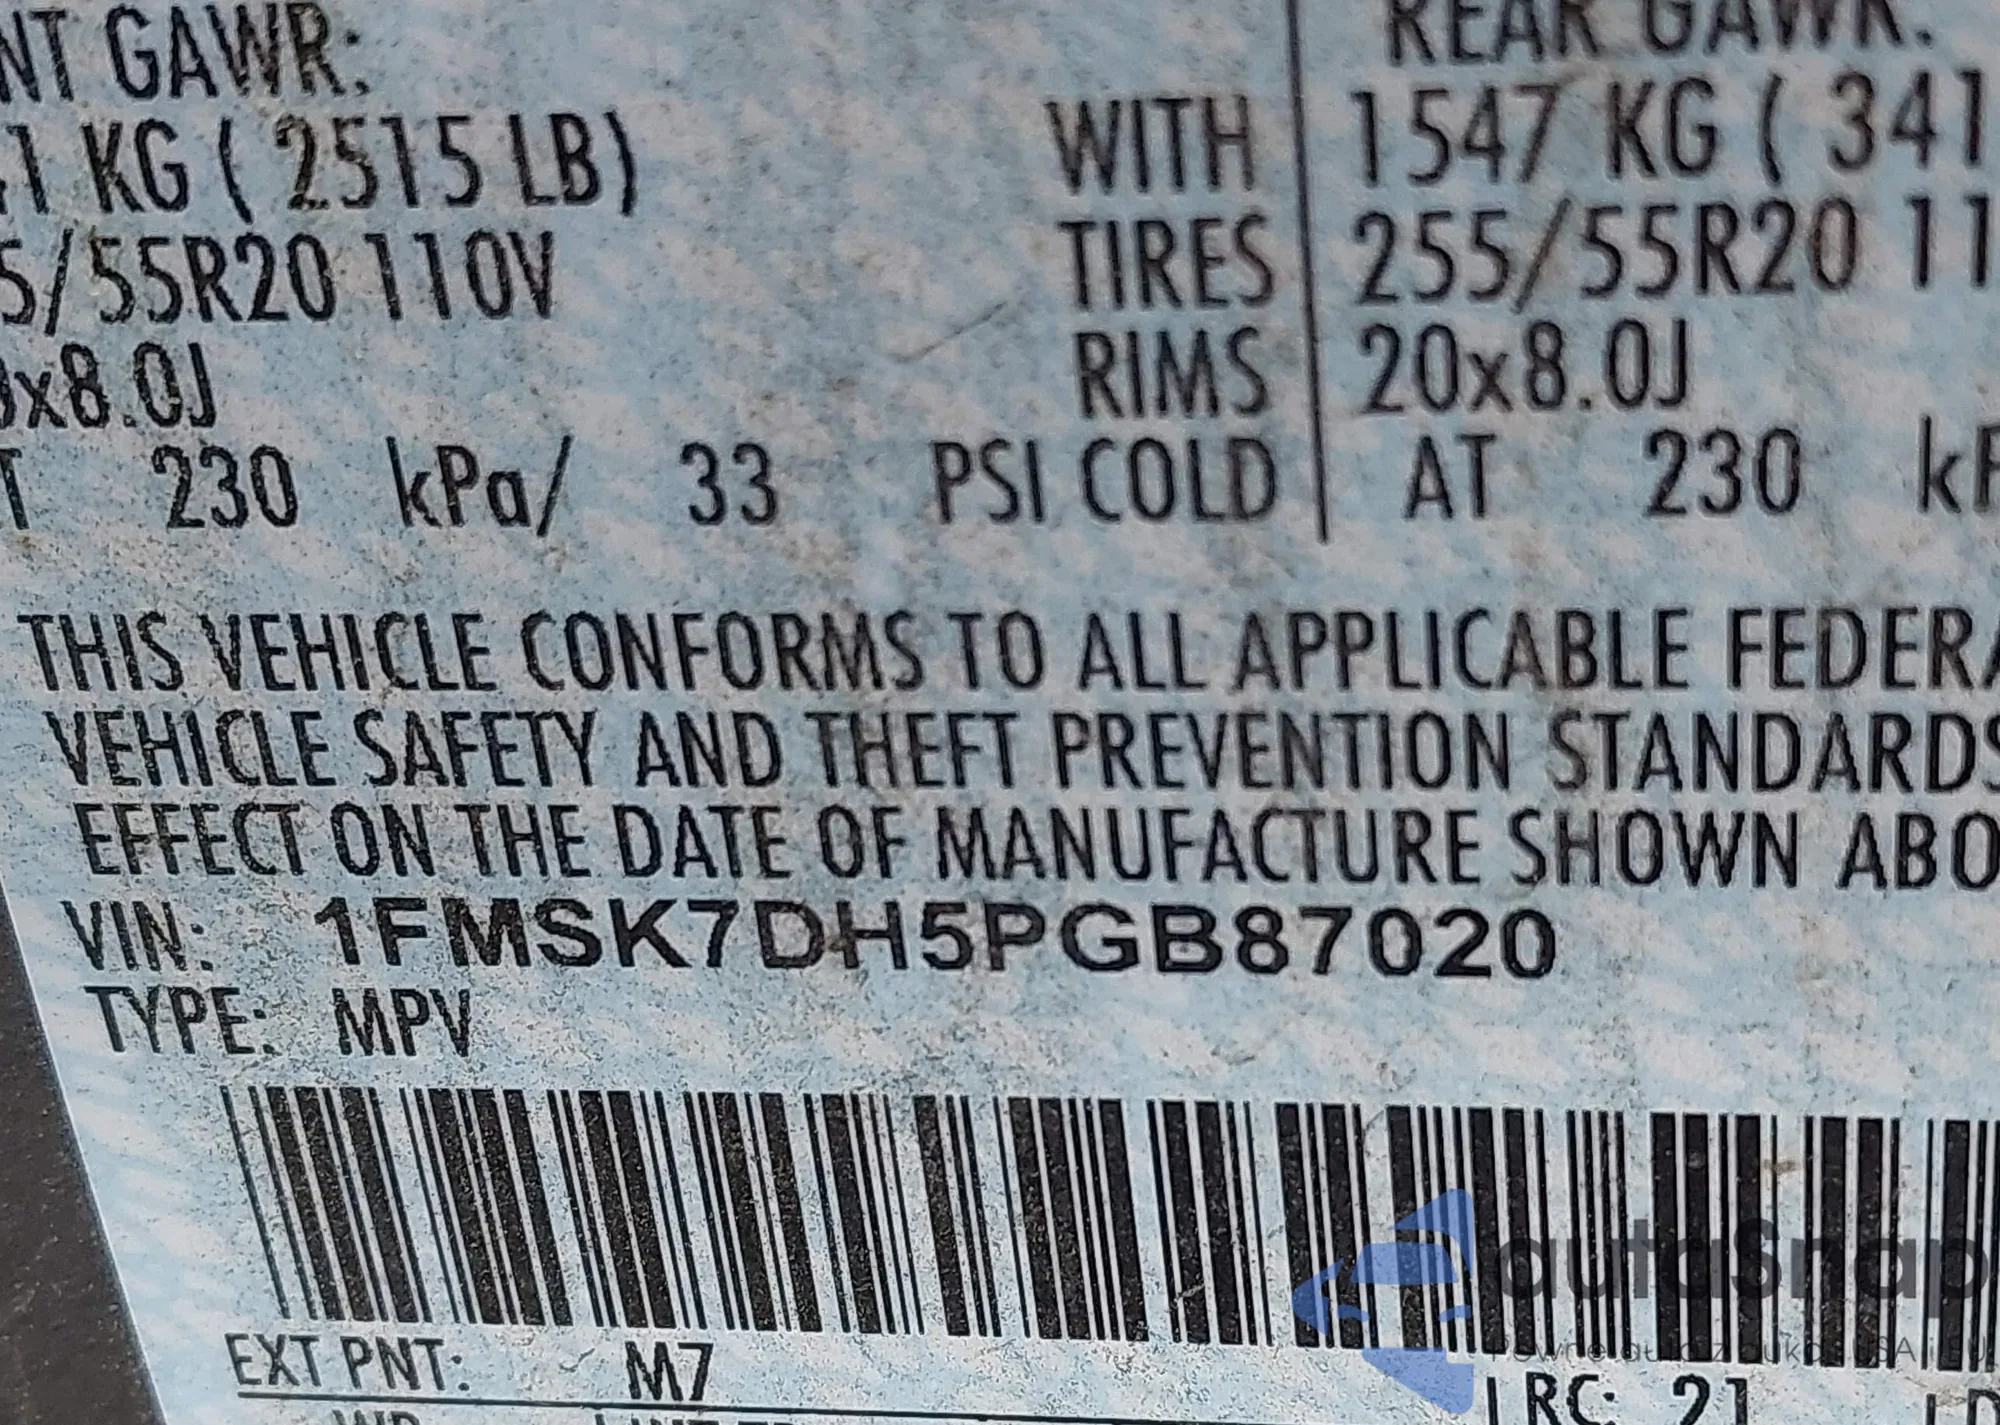 NT GAWR:
REAR GAWR:
1 KG ( 2515 LB)
WITH
1547 KG ( 341
5/55R20 110V
TIRES
255/55R20 11
x8.0J
RIMS
20x8.0J
T 230 kPa/ 33 PSI COLD
AT 230 kP
THIS VEHICLE CONFORMS TO ALL APPLICABLE FEDERA
VEHICLE SAFETY AND THEFT PREVENTION STANDARDS
EFFECT ON THE DATE OF MANUFACTURE SHOWN ABO
VIN: 1FMSK7DH5PGB87020
TYPE: MPV
autaSnap
EXT PNT: M7
RC: 21